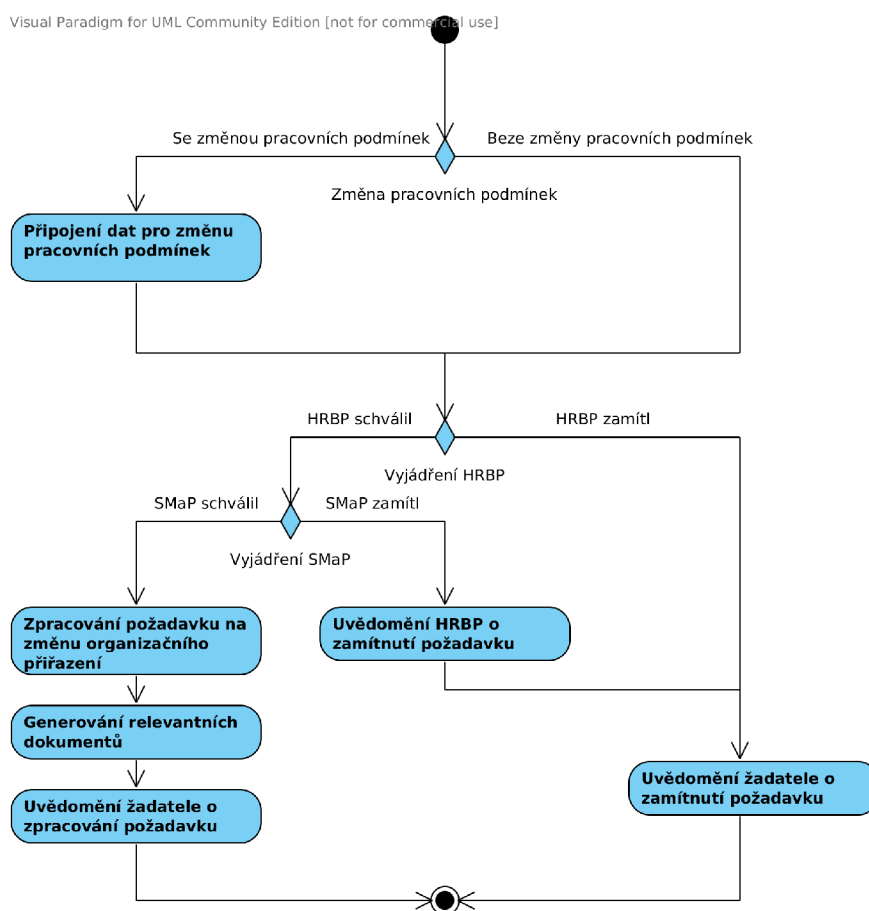 Visual Paradigm for UML Community Edition [not for commercial use]
Se změnou pracovních podmínek
Beze změny pracovních podmínek
Změna pracovních podmínek
Připojení dat pro změnu
pracovních podmínek
HRBP schválil
HRBP zamítl
Vyjádření HRBP
SMaP schválil
SMaP zamítl
Vyjádření SMaP
Zpracování požadavku na
změnu organizačního
přiřazení
Uvědomění HRBP o
zamítnutí požadavku
Generování relevantních
dokumentů
Uvědomění žadatele o
zamítnutí požadavku
Uvědomění žadatele o
zpracování požadavku